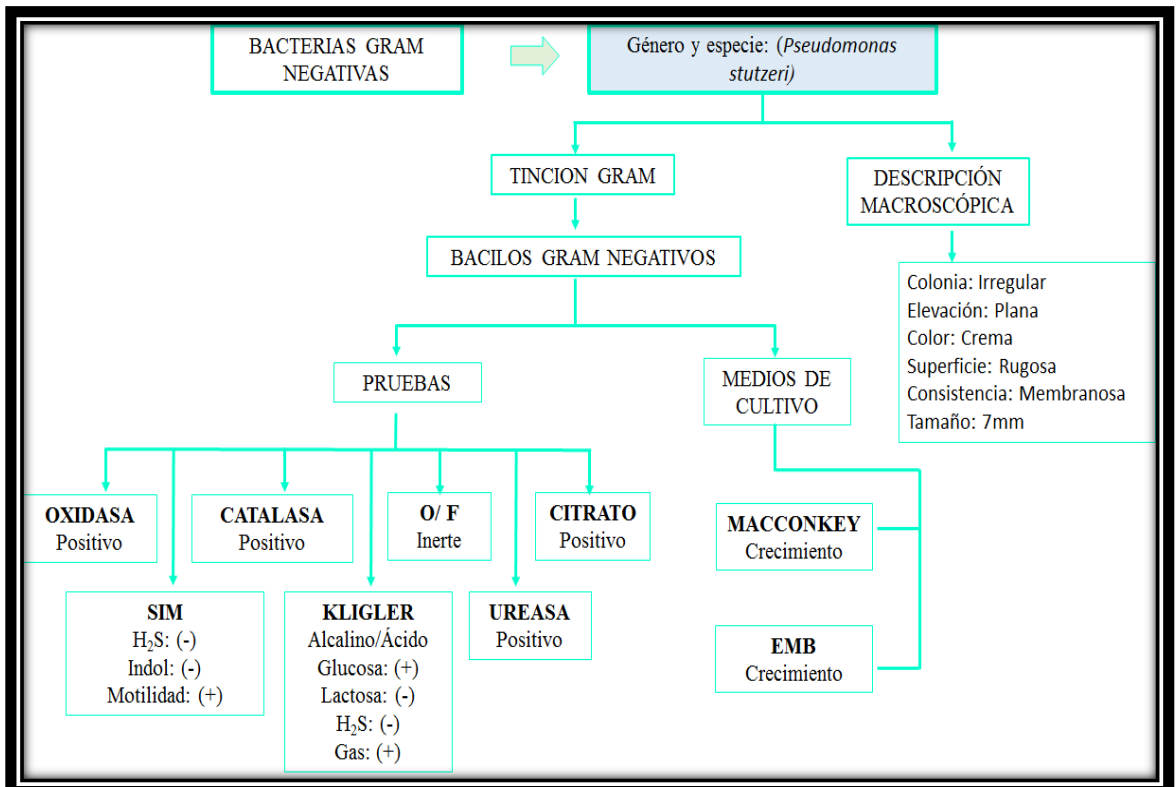 BACTERIAS GRAM
NEGATIVAS
Género y especie: (Pseudomonas
stutzeri)
TINCION GRAM
DESCRIPCIÓN
MACROSCÓPICA
BACILOS GRAM NEGATIVOS
Colonia: Irregular
Elevación: Plana
Color: Crema
Superficie: Rugosa
Consistencia: Membranosa
Tamaño: 7mm
PRUEBAS
MEDIOS DE
CULTIVO
OXIDASA
Positivo
CATALASA
Positivo
O/ F
Inerte
CITRATO
Positivo
SIM
H₂S: (-)
Indol: (-)
Motilidad: (+)
KLIGLER
Alcalino/Ácido
Glucosa: (+)
Lactosa: (-)
H₂S: (-)
Gas: (+)
UREASA
Positivo
MACCONKEY
Crecimiento
EMB
Crecimiento